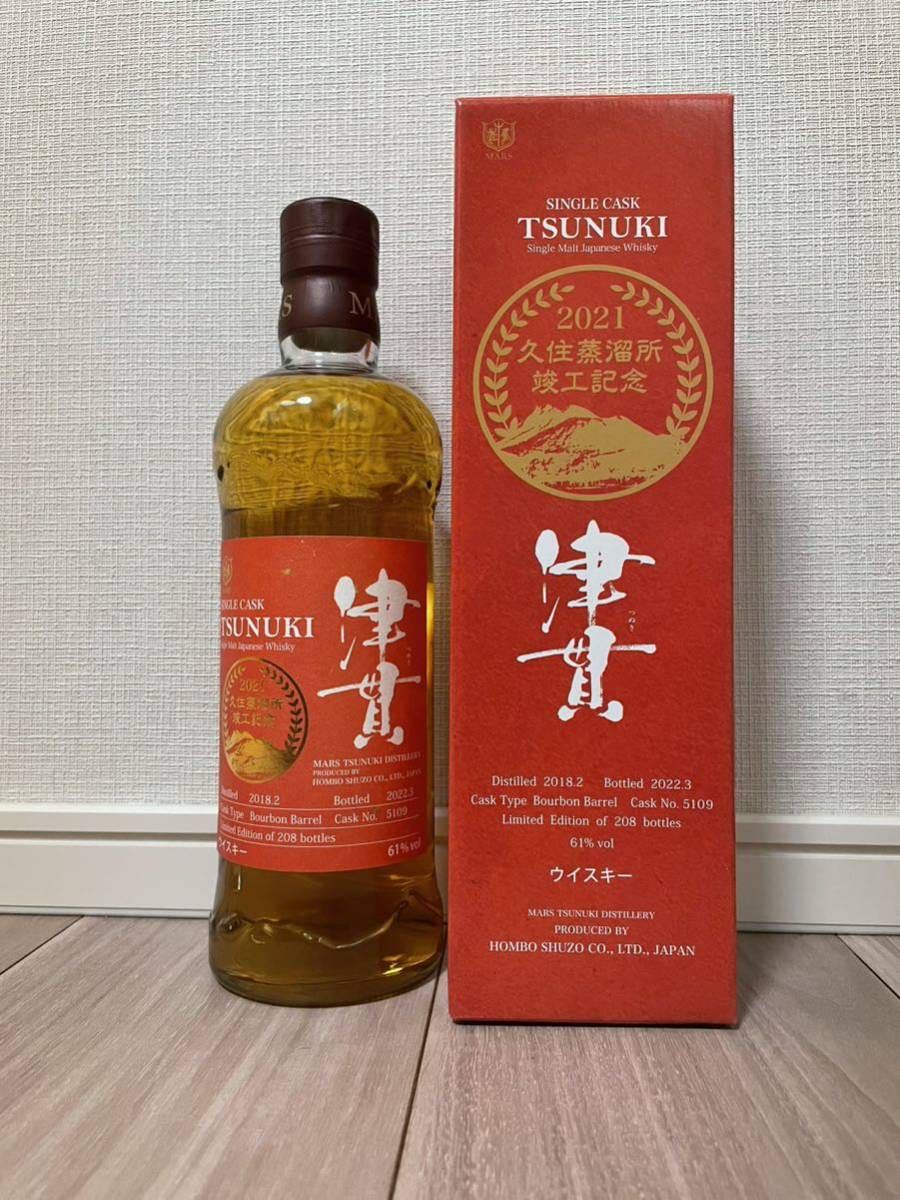 S M
SINGLE CASK
TSUNUKI
Single Malt Japanese Whisky
2021
久住蒸溜所
竣工記念
津貫
つぬき
MARS TSUNUKI DISTILLERY
PRODUCED BY
HOMBO SHUZO CO., LTD., JAPAN
Distilled 2018.2 Bottled 2022.3
Cask Type Bourbon Barrel Cask No. 5109
Limited Edition of 208 bottles
ウイスキー 61% vol
MARS
SINGLE CASK
TSUNUKI
Single Malt Japanese Whisky
2021
久住蒸溜所
竣工記念
津貫
つぬき
Distilled 2018.2 Bottled 2022.3
Cask Type Bourbon Barrel Cask No. 5109
Limited Edition of 208 bottles
61% vol
ウイスキー
MARS TSUNUKI DISTILLERY
PRODUCED BY
HOMBO SHUZO CO., LTD., JAPAN